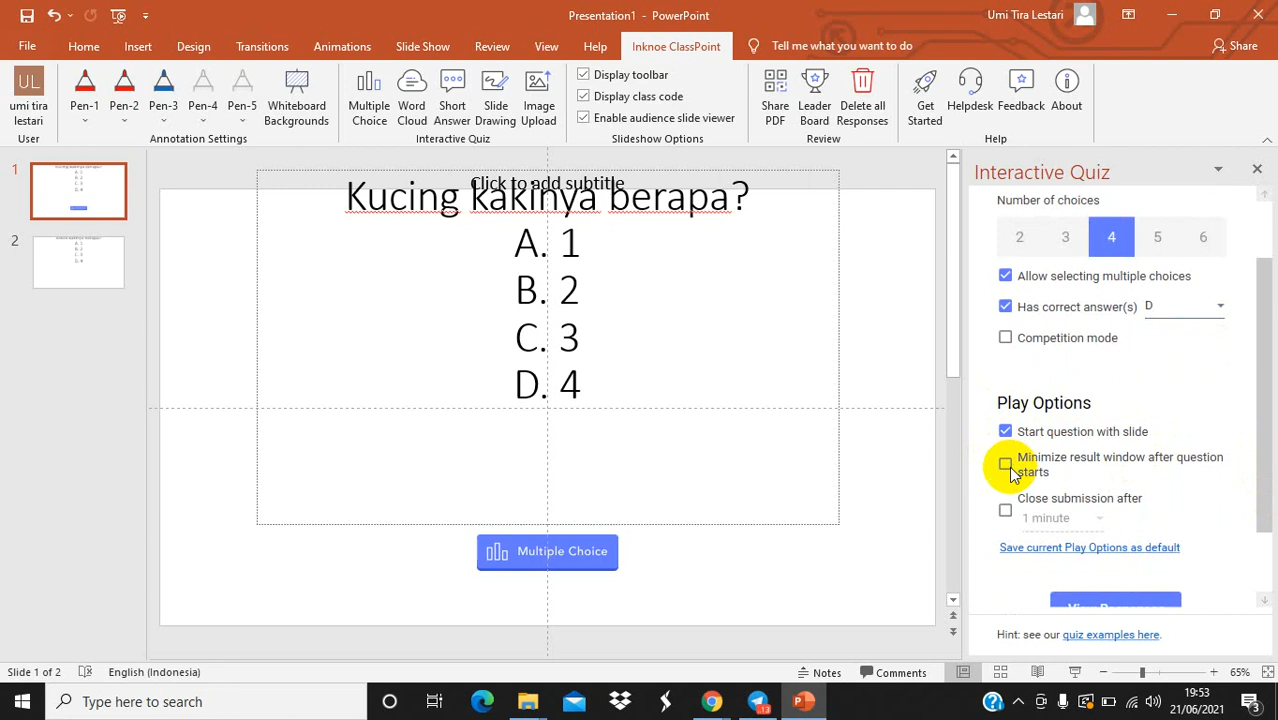 Presentation1 - PowerPoint
Umi Tira Lestari
File
Home
Insert
Design
Transitions
Animations
Slide Show
Review
View
Help
Inknoe ClassPoint
Tell me what you want to do
Share
UL
umi tira
lestari
Pen-1
Pen-2
Pen-3
Pen-4
Pen-5
Whiteboard
Backgrounds
Multiple
Choice
Word
Cloud
Short
Answer
Slide
Drawing
Image
Upload
Display toolbar
Display class code
Enable audience slide viewer
Share
PDF
Leader
Board
Delete all
Responses
Get
Started
Helpdesk
Feedback
About
User
Annotation Settings
Interactive Quiz
Slideshow Options
Review
Help
1
2
Click to add subtitle
Kucing kakinya berapa?
A. 1
B. 2
C. 3
D. 4
Multiple Choice
Interactive Quiz
Number of choices
2 3 4 5 6
Allow selecting multiple choices
Has correct answer(s) D
Competition mode
Play Options
Start question with slide
Minimize result window after question
starts
Close submission after
1 minute
Save current Play Options as default
Hint: see our quiz examples here.
Slide 1 of 2
English (Indonesia)
Notes
Comments
65%
Type here to search
13
19:53
21/06/2021
3